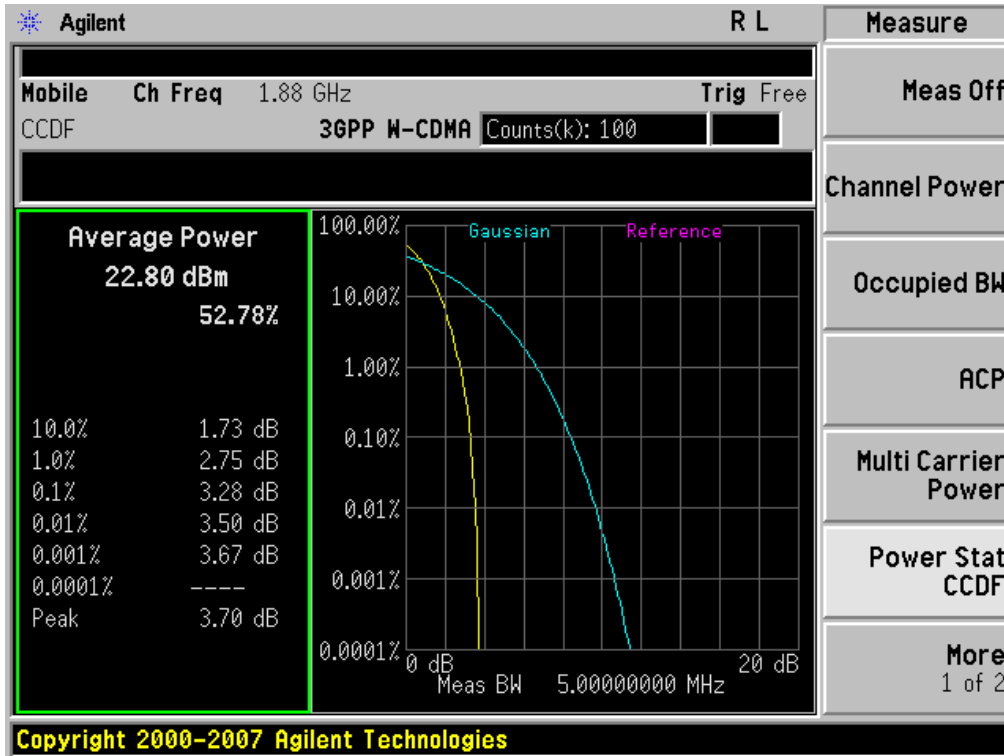 Agilent R L Measure
Mobile Ch Freq 1.88 GHz Trig Free
CCDF 3GPP W-CDMA Counts(k): 100
Average Power
22.80 dBm
52.78%
10.0% 1.73 dB
1.0% 2.75 dB
0.1% 3.28 dB
0.01% 3.50 dB
0.001% 3.67 dB
0.0001% ----
Peak 3.70 dB
Gaussian Reference
100.00%
10.00%
1.00%
0.10%
0.01%
0.001%
0.0001%
0 dB 20 dB
Meas BW 5.00000000 MHz
Meas Off
Channel Power
Occupied BW
ACP
Multi Carrier
Power
Power Stat
CCDF
More
1 of 2
Copyright 2000-2007 Agilent Technologies